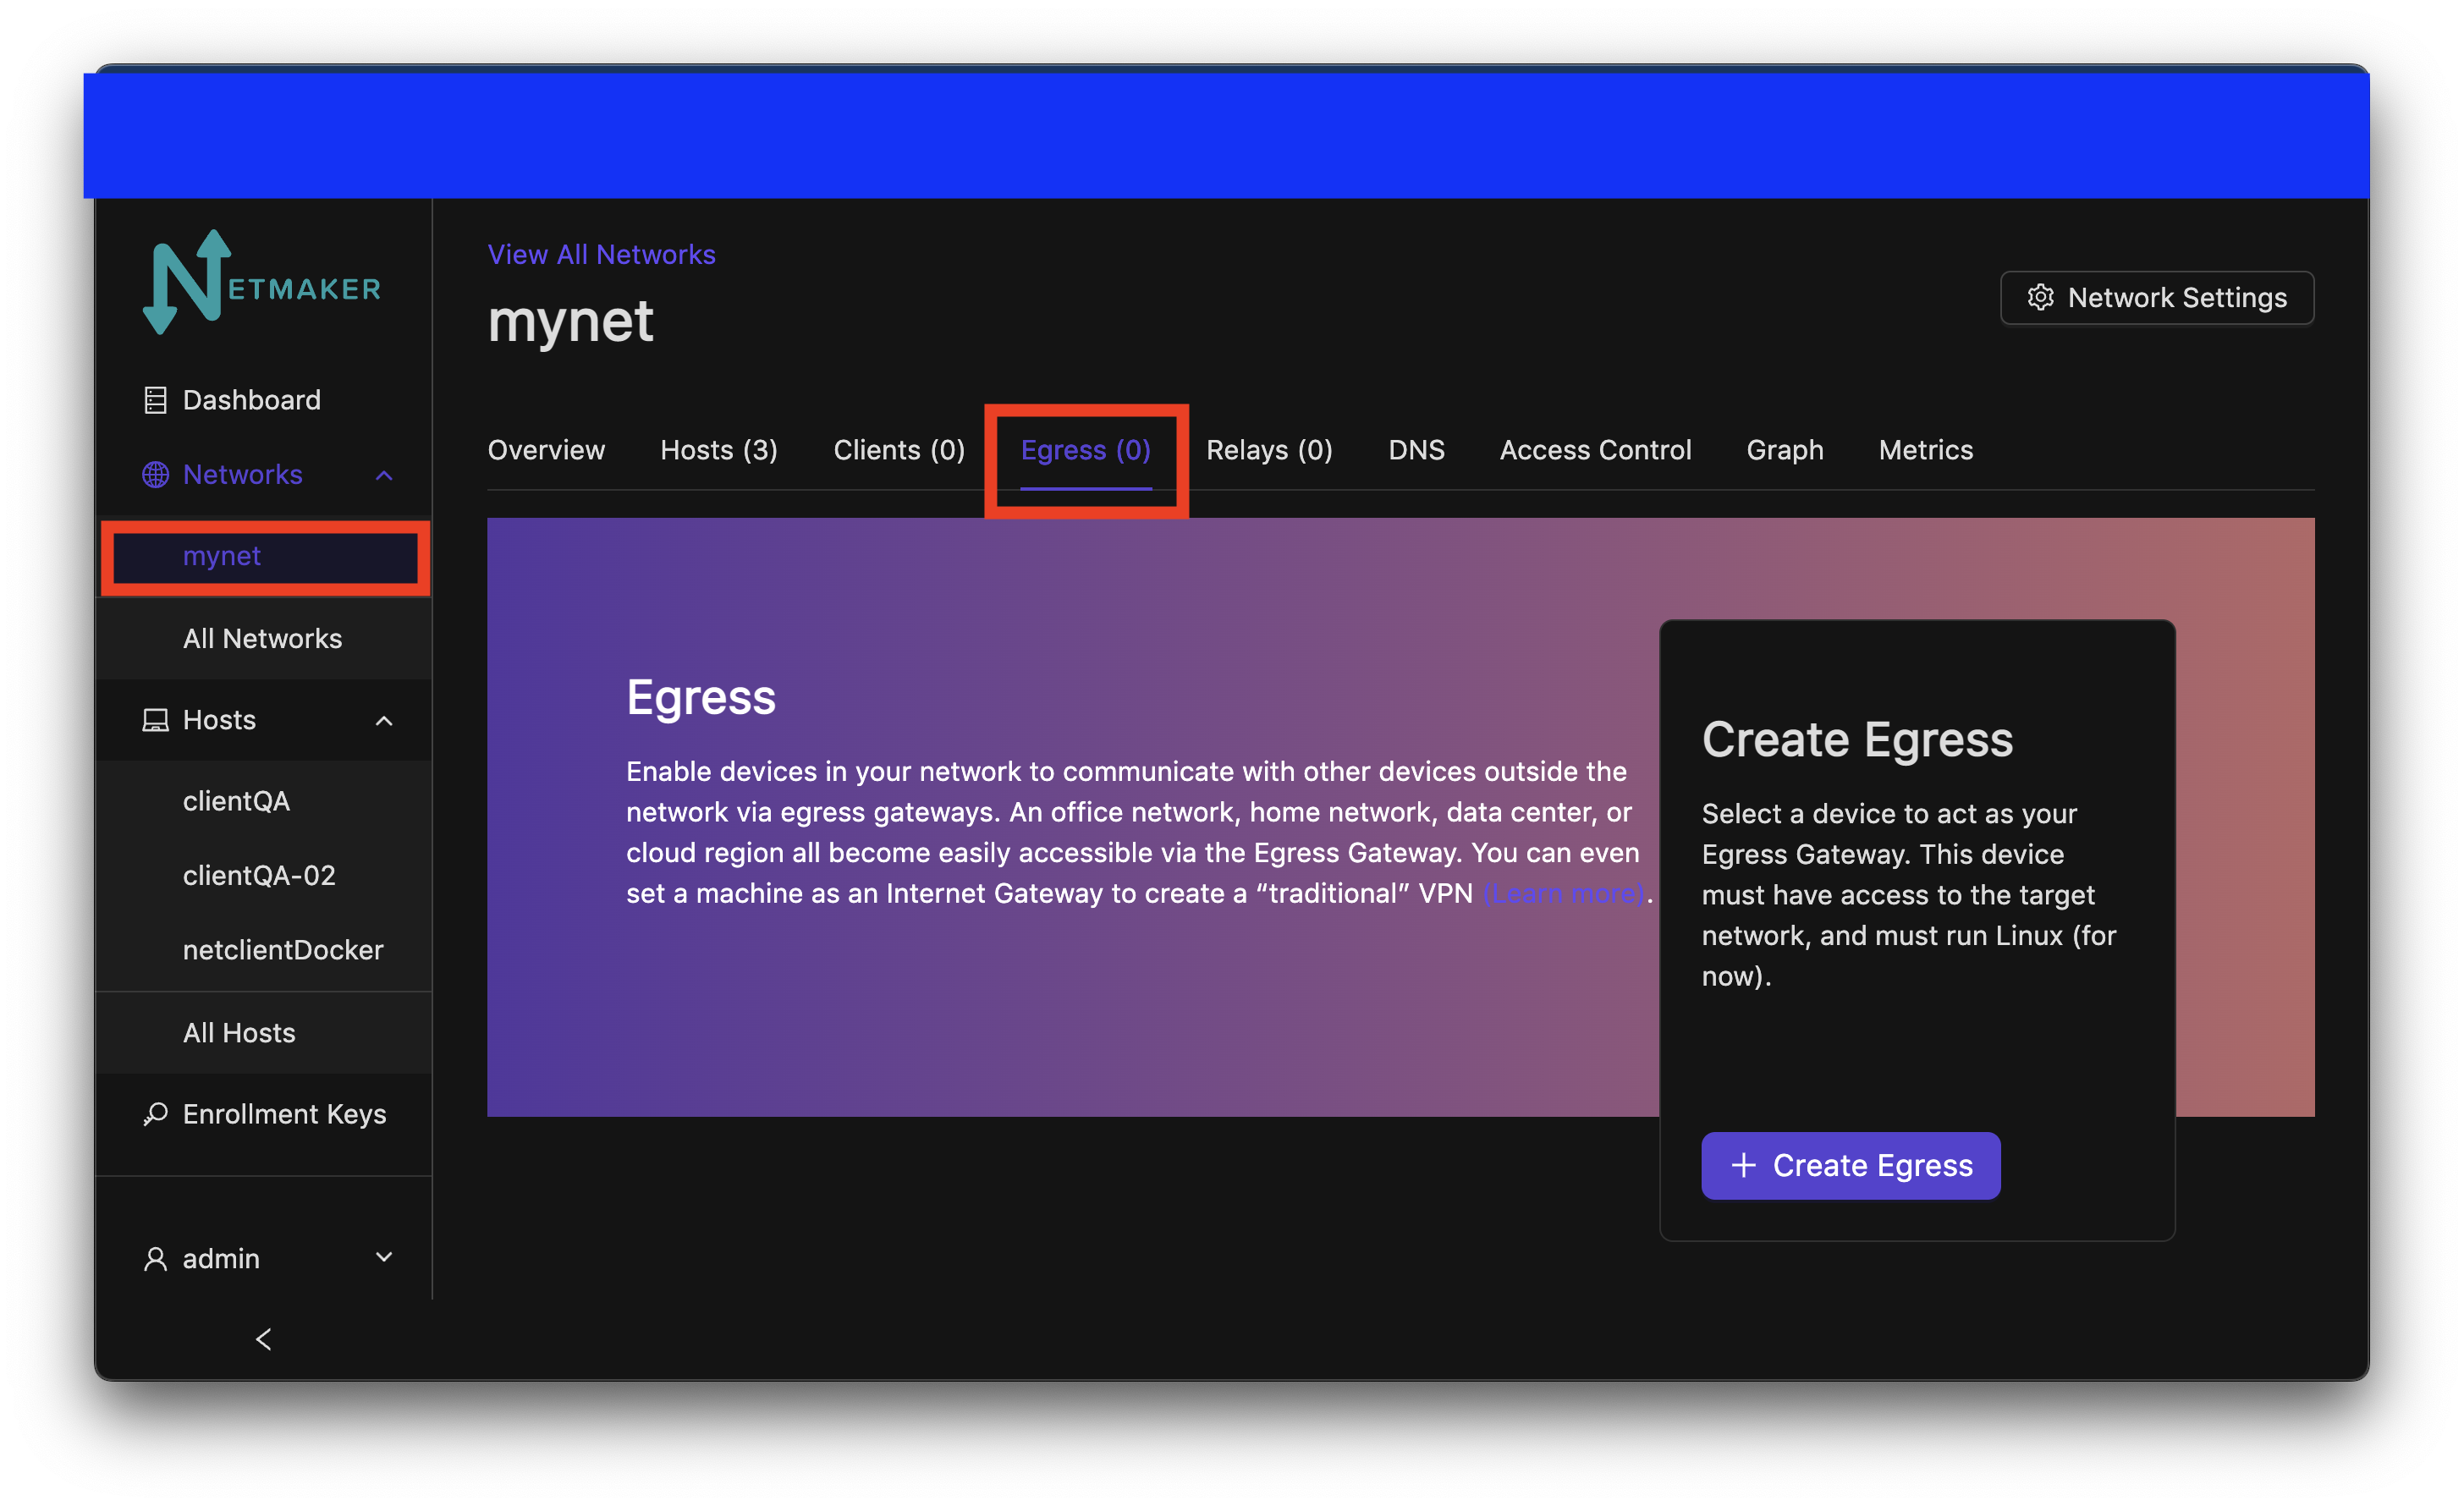 NETMAKER
Dashboard
Networks
mynet
All Networks
Hosts
clientQA
clientQA-02
netclientDocker
All Hosts
Enrollment Keys
admin
View All Networks
mynet
Network Settings
Overview Hosts (3) Clients (0) Egress (0) Relays (0) DNS Access Control Graph Metrics
Egress
Enable devices in your network to communicate with other devices outside the
network via egress gateways. An office network, home network, data center, or
cloud region all become easily accessible via the Egress Gateway. You can even
set a machine as an Internet Gateway to create a “traditional” VPN (Learn more).
Create Egress
Select a device to act as your
Egress Gateway. This device
must have access to the target
network, and must run Linux (for
now).
+ Create Egress